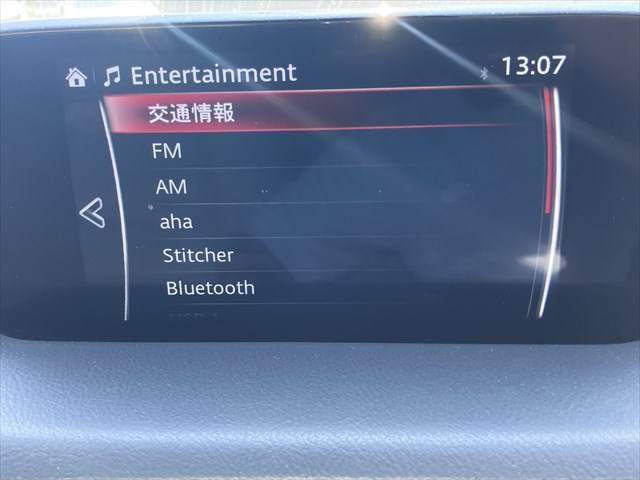 Entertainment
13:07
交通情報
FM
AM
aha
Stitcher
Bluetooth